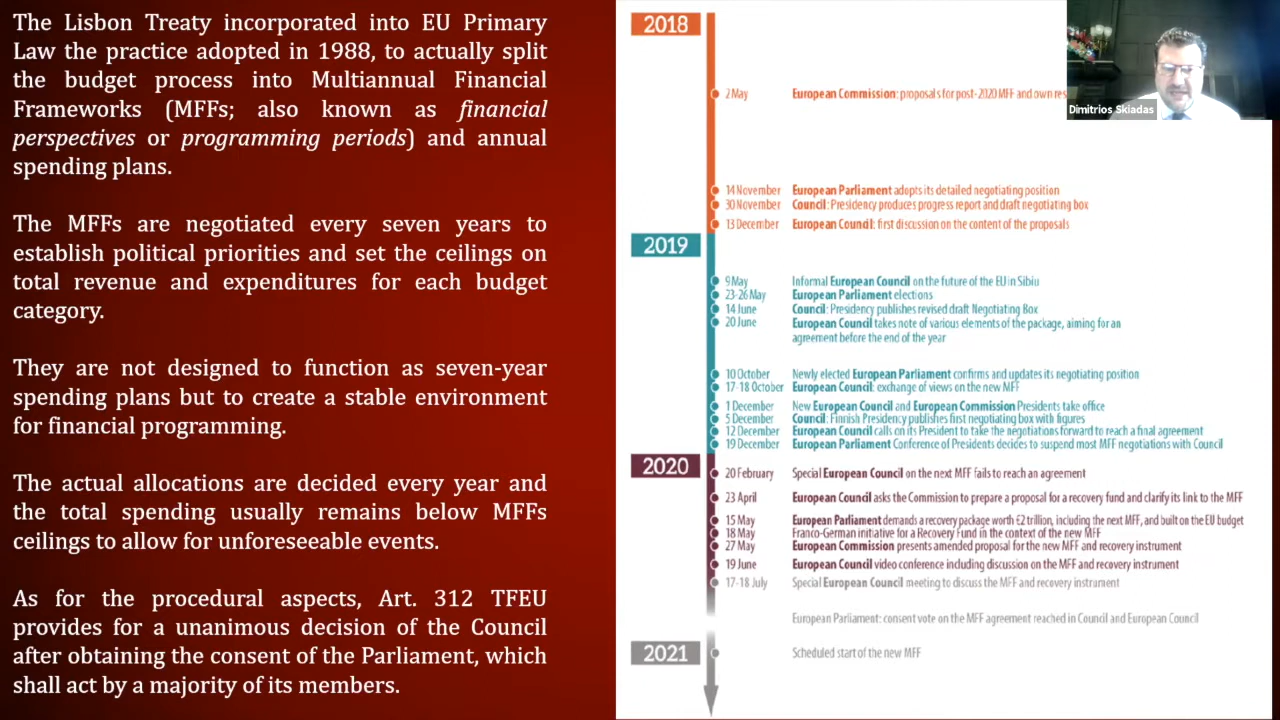 The Lisbon Treaty incorporated into EU Primary
Law the practice adopted in 1988, to actually split
the budget process into Multiannual Financial
Frameworks (MFFs; also known as financial
perspectives or programming periods) and annual
spending plans.
The MFFs are negotiated every seven years to
establish political priorities and set the ceilings on
total revenue and expenditures for each budget
category.
They are not designed to function as seven-year
spending plans but to create a stable environment
for financial programming.
The actual allocations are decided every year and
the total spending usually remains below MFFs
ceilings to allow for unforeseeable events.
As for the procedural aspects, Art. 312 TFEU
provides for a unanimous decision of the Council
after obtaining the consent of the Parliament, which
shall act by a majority of its members.
2018
2 May European Commission: proposals for post-2020 MFF and own res
14 November European Parliament adopts its detailed negotiating position
30 November Council: Presidency produces progress report and draft negotiating box
13 December European Council: first discussion on the content of the proposals
2019
9 May Informal European Council on the future of the EU in Sibiu
23-26 May European Parliament elections
14 June Council: Presidency publishes revised draft Negotiating Box
20 June European Council takes note of various elements of the package, aiming for an
agreement before the end of the year
10 October Newly elected European Parliament confirms and updates its negotiating position
17-18 October European Council: exchange of views on the new MFF
1 December New European Council and European Commission Presidents take office
5 December Council: Finnish Presidency publishes first negotiating box with figures
12 December European Council calls on its President to take the negotiations forward to reach a final agreement
19 December European Parliament Conference of Presidents decides to suspend most MFF negotiations with Council
2020
20 February Special European Council on the next MFF fails to reach an agreement
23 April European Council asks the Commission to prepare a proposal for a recovery fund and clarify its link to the MFF
15 May European Parliament demands a recovery package worth £2 trillion, including the next MFF, and built on the EU budget
18 May Franco-German initiative for a Recovery Fund in the context of the new MFF
27 May European Commission presents amended proposal for the new MFF and recovery instrument
19 June European Council video conference including discussion on the MFF and recovery instrument
17-18 July Special European Council meeting to discuss the MFF and recovery instrument
European Parliament: consent vote on the MFF agreement reached in Council and European Council
2021 Scheduled start of the new MFF
Dimitrios Skiadas